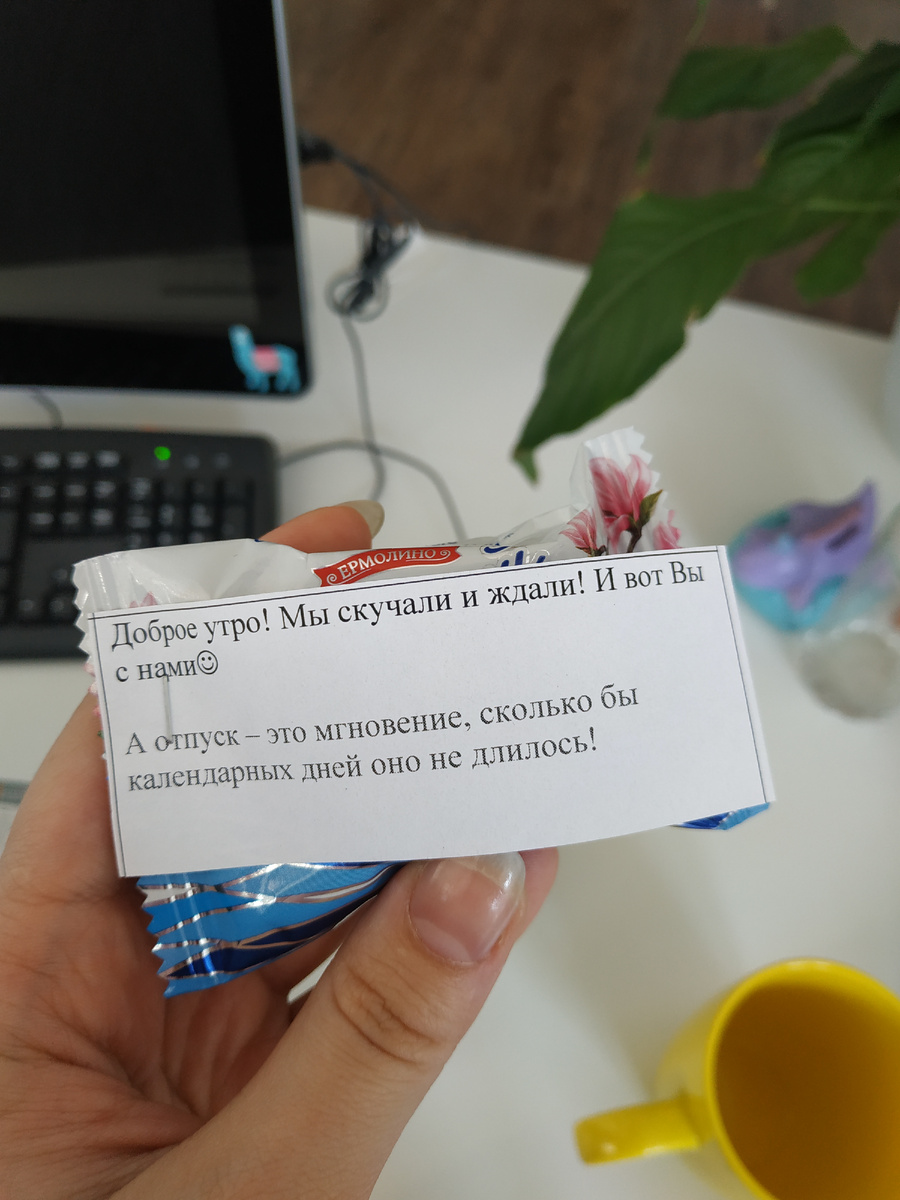 ЕРМОЛИНО
Доброе утро! Мы скучали и ждали! И вот Вы
с нами☺
А отпуск – это мгновение, сколько бы
календарных дней оно не длилось!